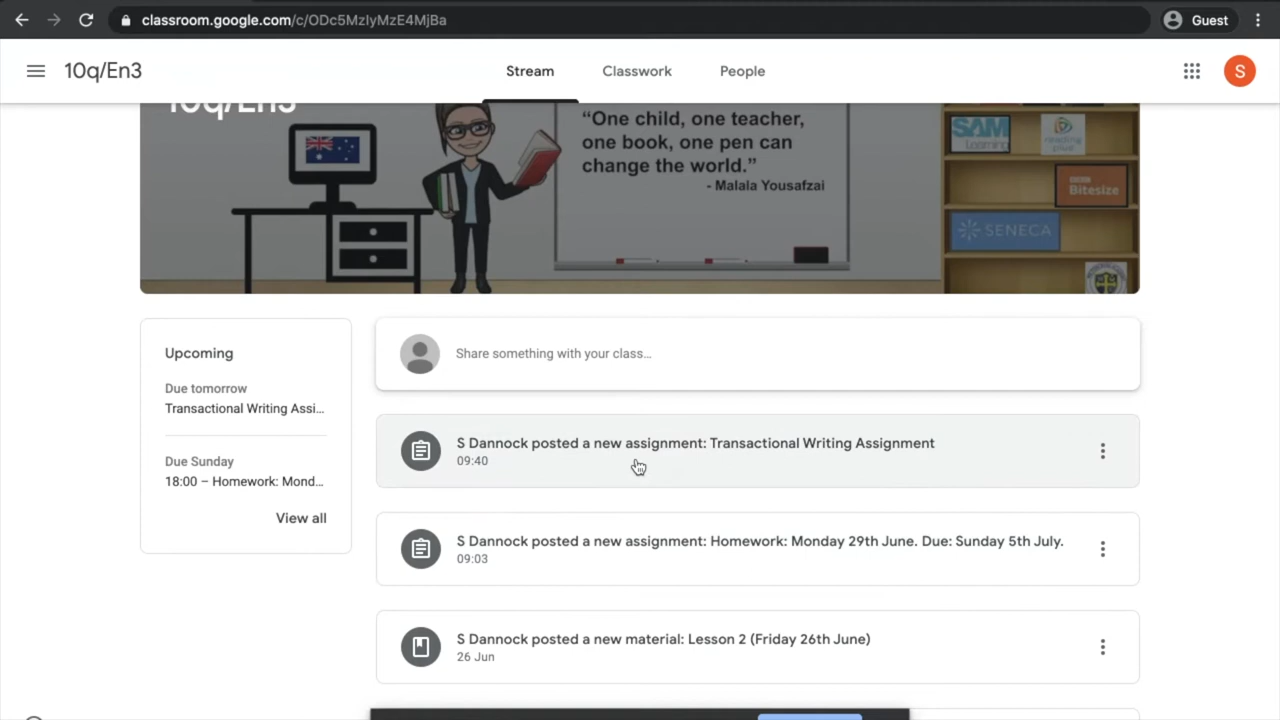 classroom.google.com/c/ODc5MzIyMzE4MjBa
Guest
10q/En3
Stream
Classwork
People
S
10q/En3
"One child, one teacher,
one book, one pen can
change the world."
- Malala Yousafzai
SAM
Learning
reading
plus
BBC
Bitesize
SENECA
Upcoming
Due tomorrow
Transactional Writing Assi...
Due Sunday
18:00 – Homework: Mond...
View all
Share something with your class...
S Dannock posted a new assignment: Transactional Writing Assignment
09:40
S Dannock posted a new assignment: Homework: Monday 29th June. Due: Sunday 5th July.
09:03
S Dannock posted a new material: Lesson 2 (Friday 26th June)
26 Jun